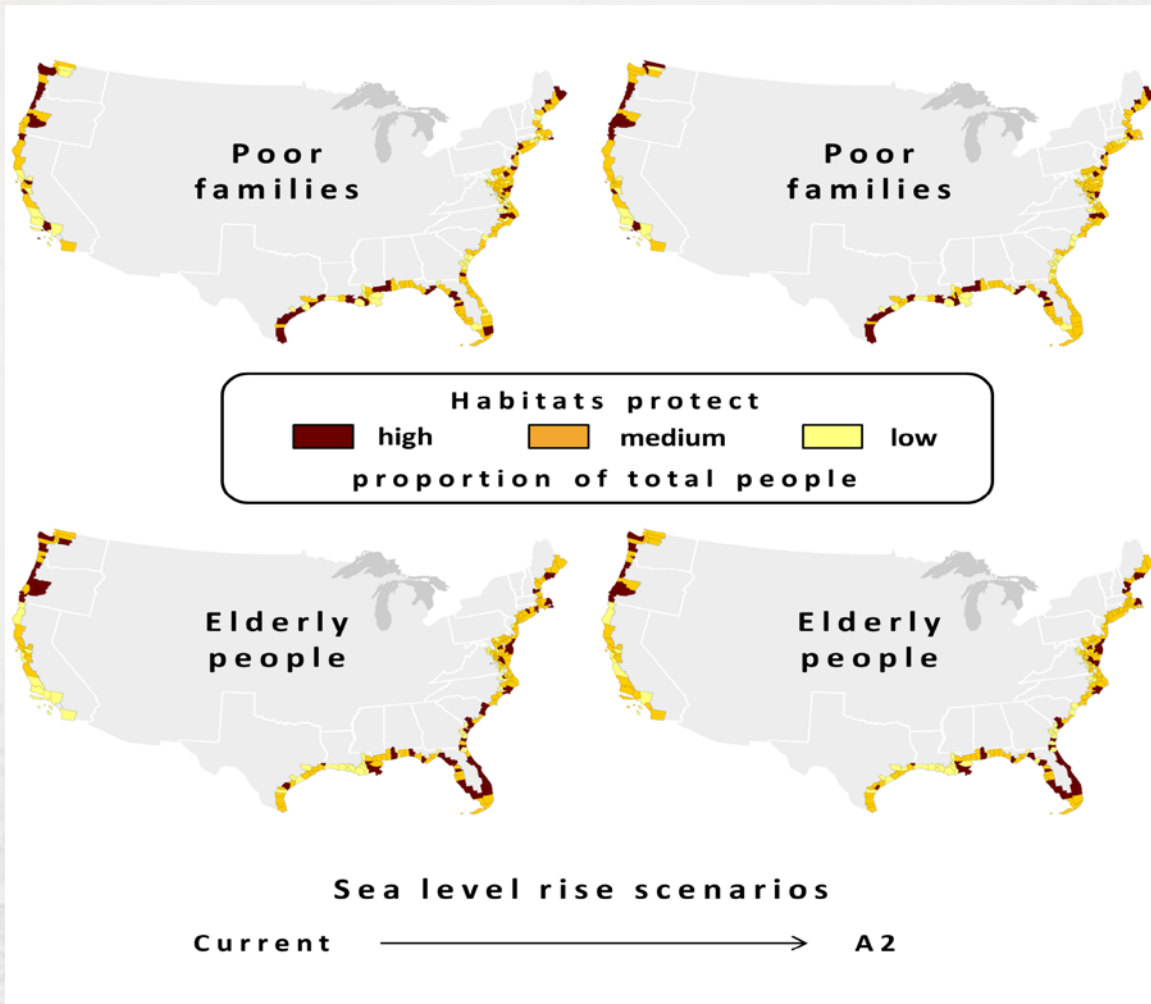 Poor
families
Poor
families
Habitats protect
high medium low
proportion of total people
Elderly
people
Elderly
people
Sea level rise scenarios
Current A2